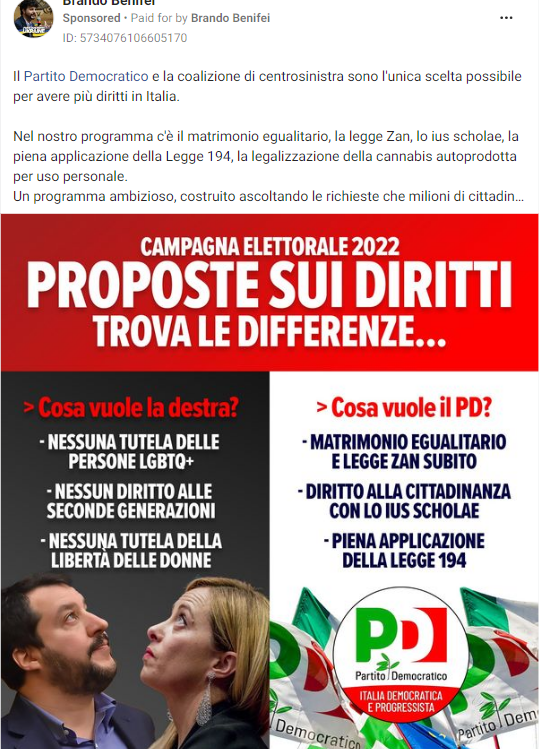 Brando Benifei
Sponsored • Paid for by Brando Benifei
ID: 5734076106605170
Il Partito Democratico e la coalizione di centrosinistra sono l'unica scelta possibile
per avere più diritti in Italia.
Nel nostro programma c'è il matrimonio egualitario, la legge Zan, lo ius scholae, la
piena applicazione della Legge 194, la legalizzazione della cannabis autoprodotta
per uso personale.
Un programma ambizioso, costruito ascoltando le richieste che milioni di cittadin...
CAMPAGNA ELETTORALE 2022
PROPOSTE SUI DIRITTI
TROVA LE DIFFERENZE...
> Cosa vuole la destra?
- NESSUNA TUTELA DELLE
PERSONE LGBTQ+
- NESSUN DIRITTO ALLE
SECONDE GENERAZIONI
- NESSUNA TUTELA DELLA
LIBERTÀ DELLE DONNE
> Cosa vuole il PD?
- MATRIMONIO EGUALITARIO
E LEGGE ZAN SUBITO
- DIRITTO ALLA CITTADINANZA
CON LO IUS SCHOLAE
- PIENA APPLICAZIONE
DELLA LEGGE 194
PD
Partito Democratico
ITALIA DEMOCRATICA
E PROGRESSISTA
Democratico
Partito Dem